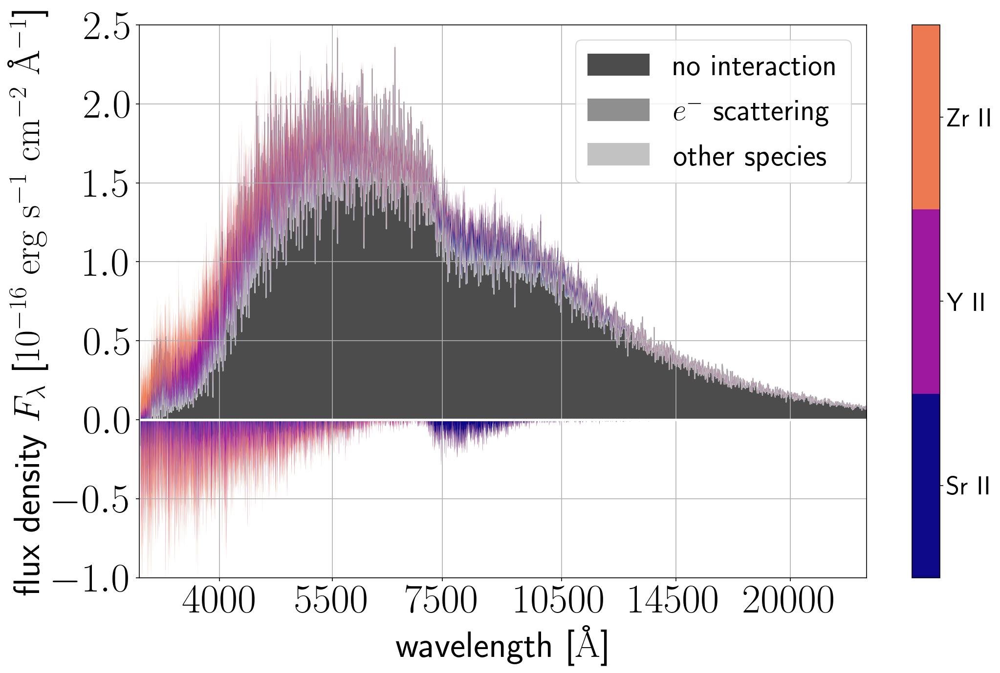 flux density F_λ [10⁻¹⁶ erg s⁻¹ cm⁻² Å⁻¹]
2.5
2.0
1.5
1.0
0.5
0.0
−0.5
−1.0
no interaction
e⁻ scattering
other species
Zr II
Y II
Sr II
4000 5500 7500 10500 14500 20000
wavelength [Å]